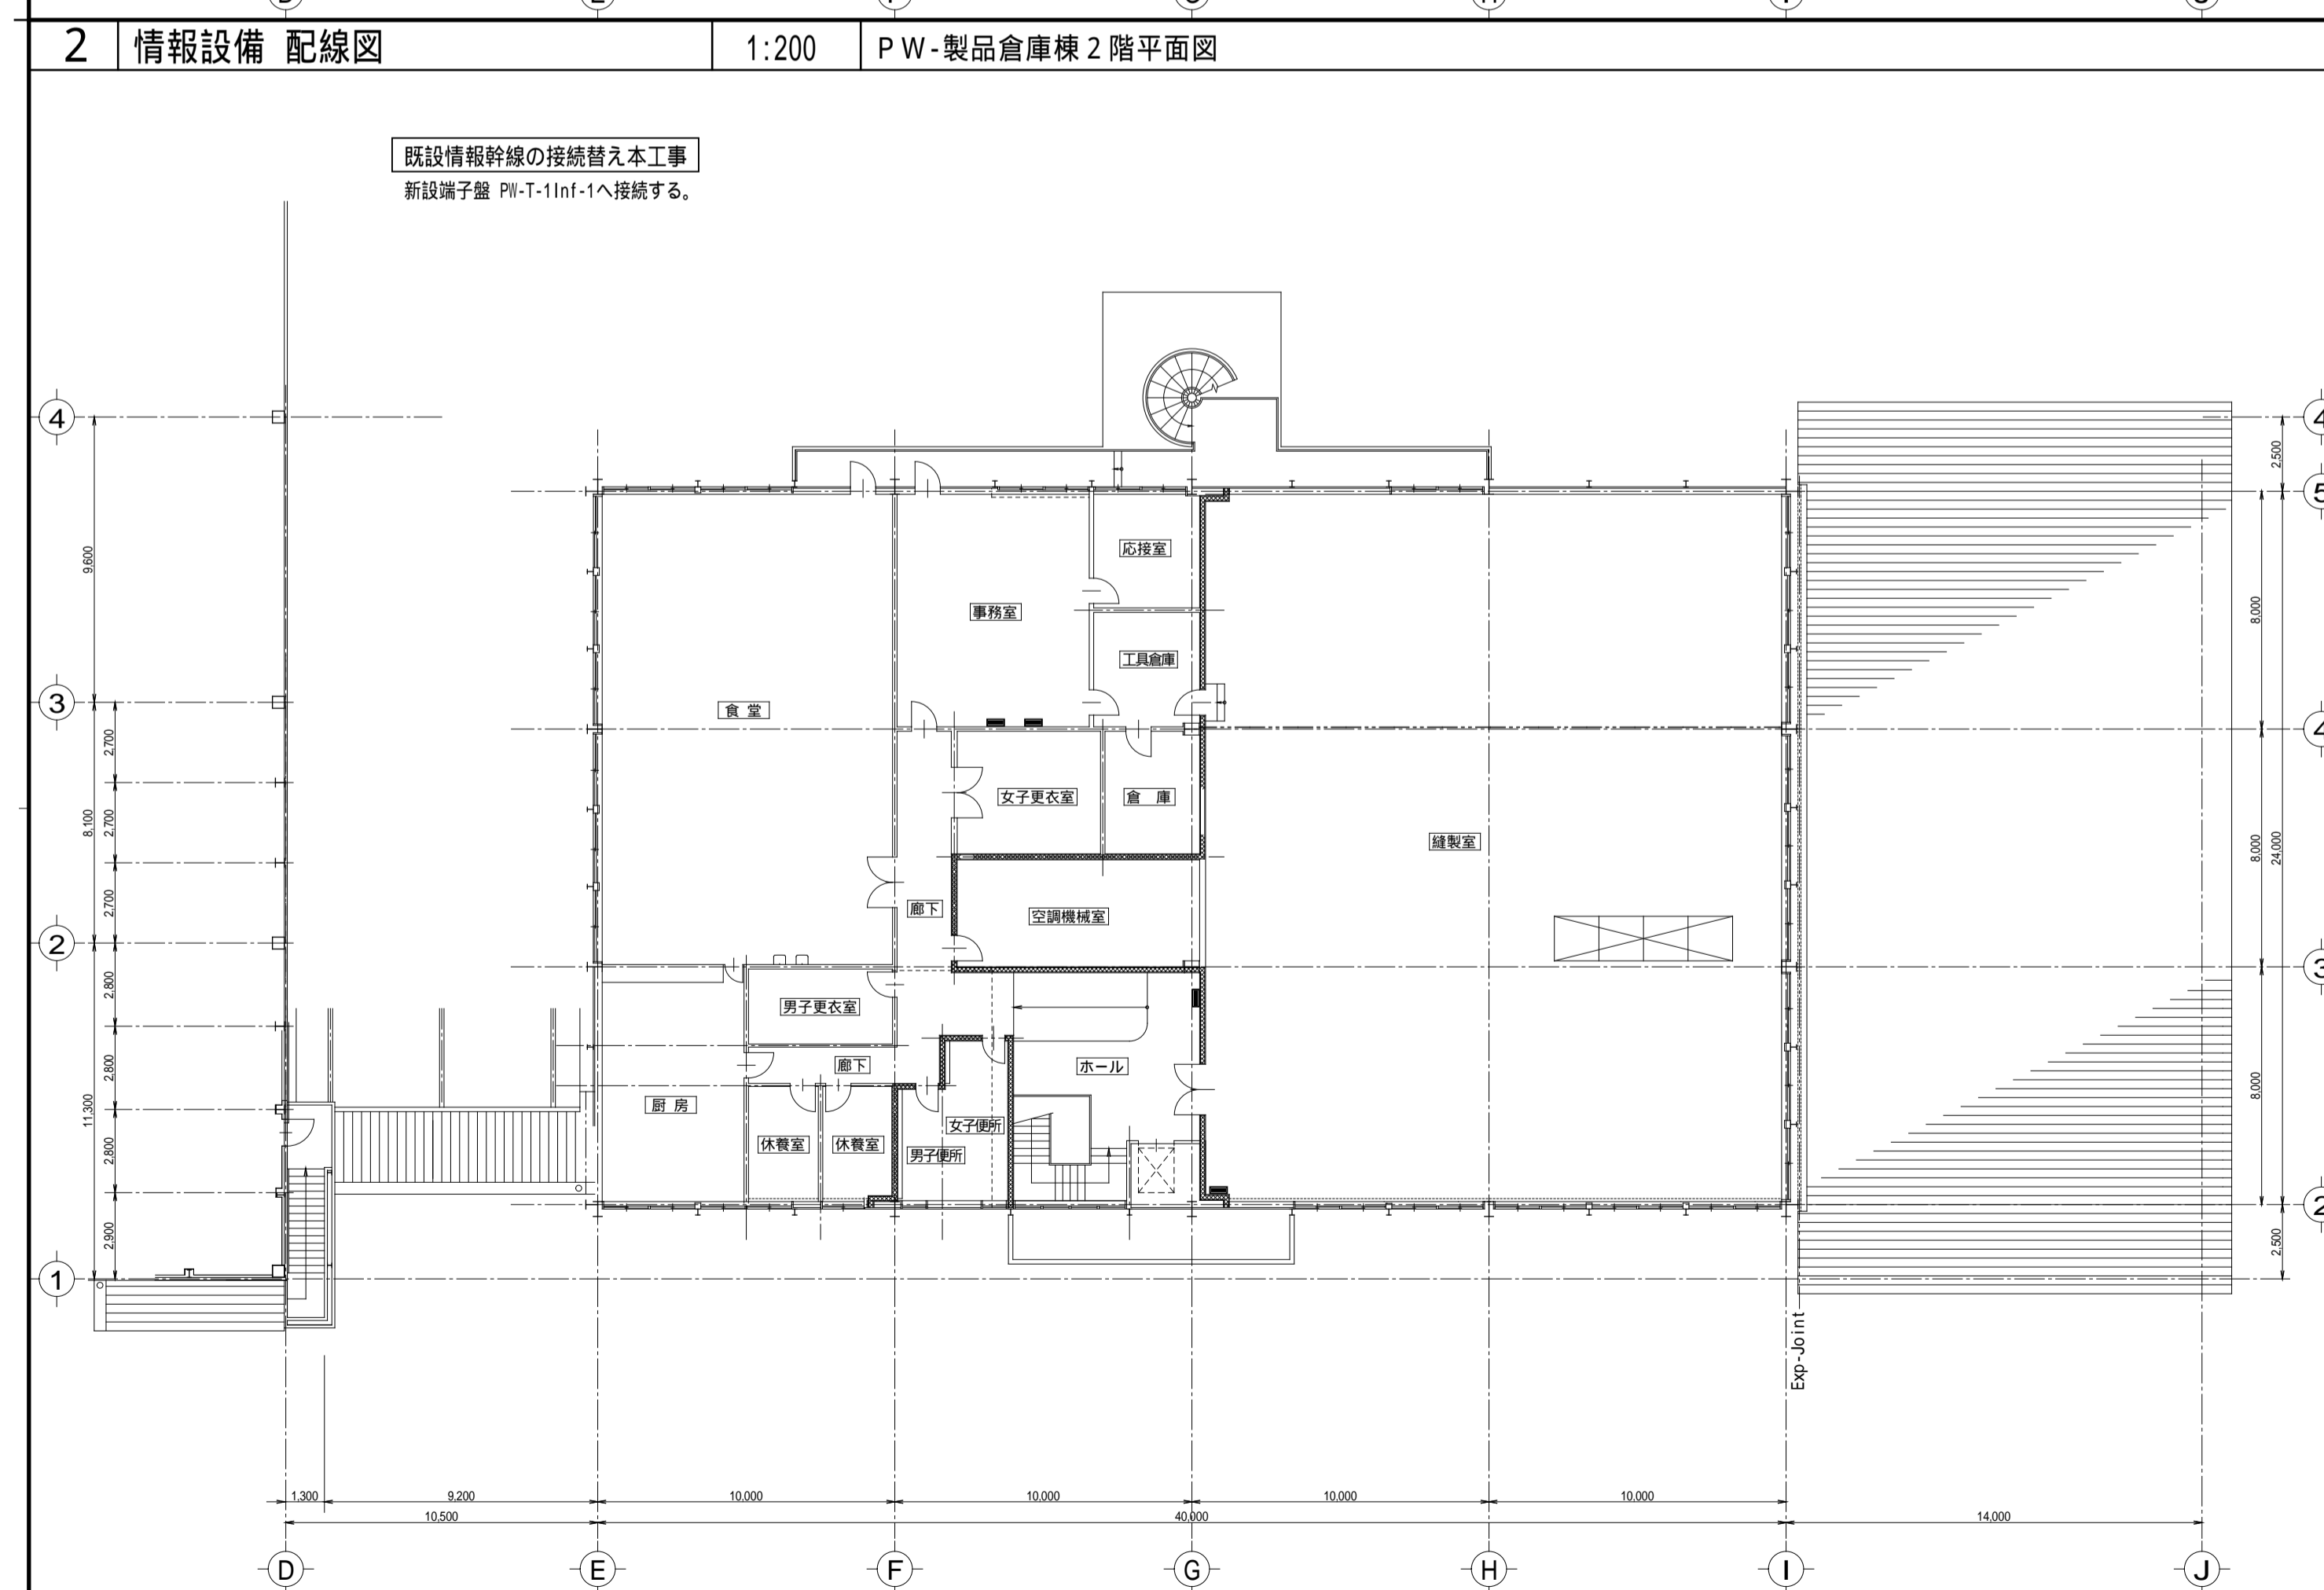 2 情報設備 配線図 1:200 PW-製品倉庫棟2階平面図
既設情報幹線の接続替え本工事
新設端子盤 PW-T-1Inf-1へ接続する。
4
4
2,500
5
応接室
9,600
事務室
8,000
工具倉庫
3
食 堂
4
2,700
女子更衣室
倉 庫
8,100
2,700
縫製室
8,000
24,000
2,700
廊下
空調機械室
2
3
2,800
男子更衣室
ホール
廊下
2,800
8,000
厨 房
11,300
女子便所
休養室
休養室
男子便所
2,800
2
2,900
2,500
1
Exp-Joint
1,300
9,200
10,000
10,000
10,000
10,000
10,500
40,000
14,000
D
E
F
G
H
I
J